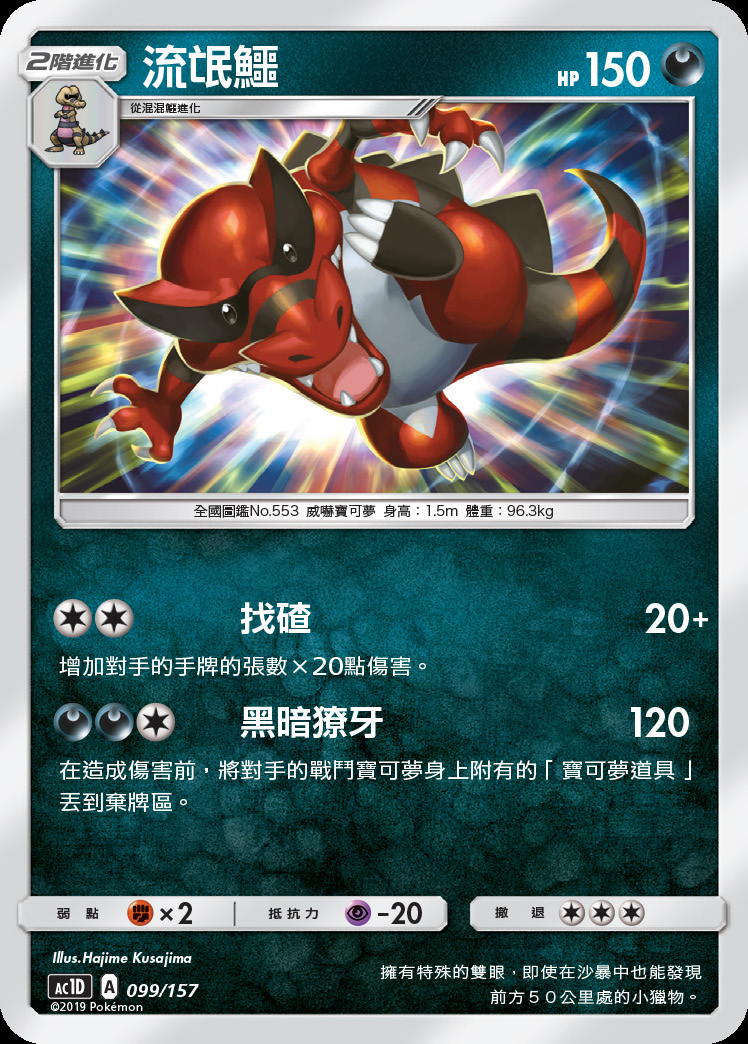 2階進化 流氓鱷 HP 150
從混混鱷進化
全國圖鑑No.553 威嚇寶可夢 身高：1.5m 體重：96.3kg
找碴 20+
增加對手的手牌的張數×20點傷害。
黑暗獠牙 120
在造成傷害前，將對手的戰鬥寶可夢身上附有的「寶可夢道具」
丟到棄牌區。
弱點 ×2 抵抗力 -20 撤退
Illus.Hajime Kusajima
AC1D A 099/157
©2019 Pokémon
擁有特殊的雙眼，即使在沙暴中也能發現
前方５０公里處的小獵物。